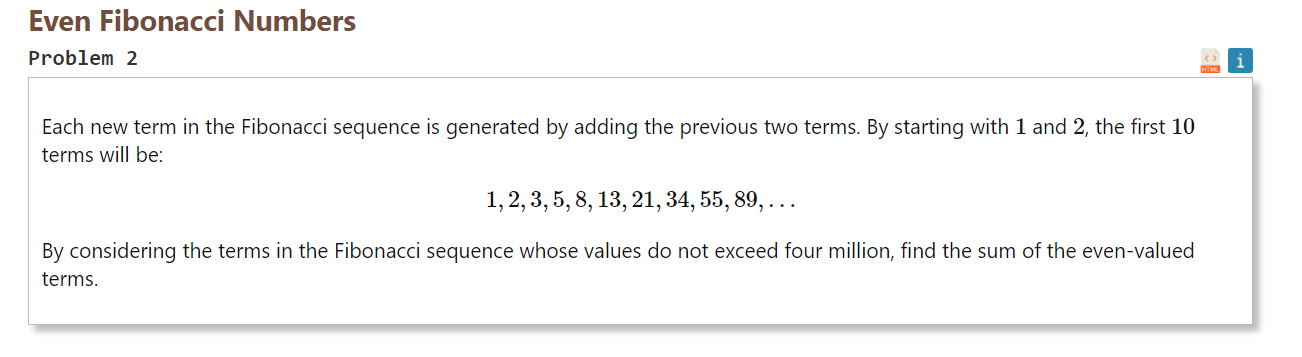 Even Fibonacci Numbers
Problem 2
HTML
i
Each new term in the Fibonacci sequence is generated by adding the previous two terms. By starting with 1 and 2, the first 10
terms will be:
1, 2, 3, 5, 8, 13, 21, 34, 55, 89, . . .
By considering the terms in the Fibonacci sequence whose values do not exceed four million, find the sum of the even-valued
terms.